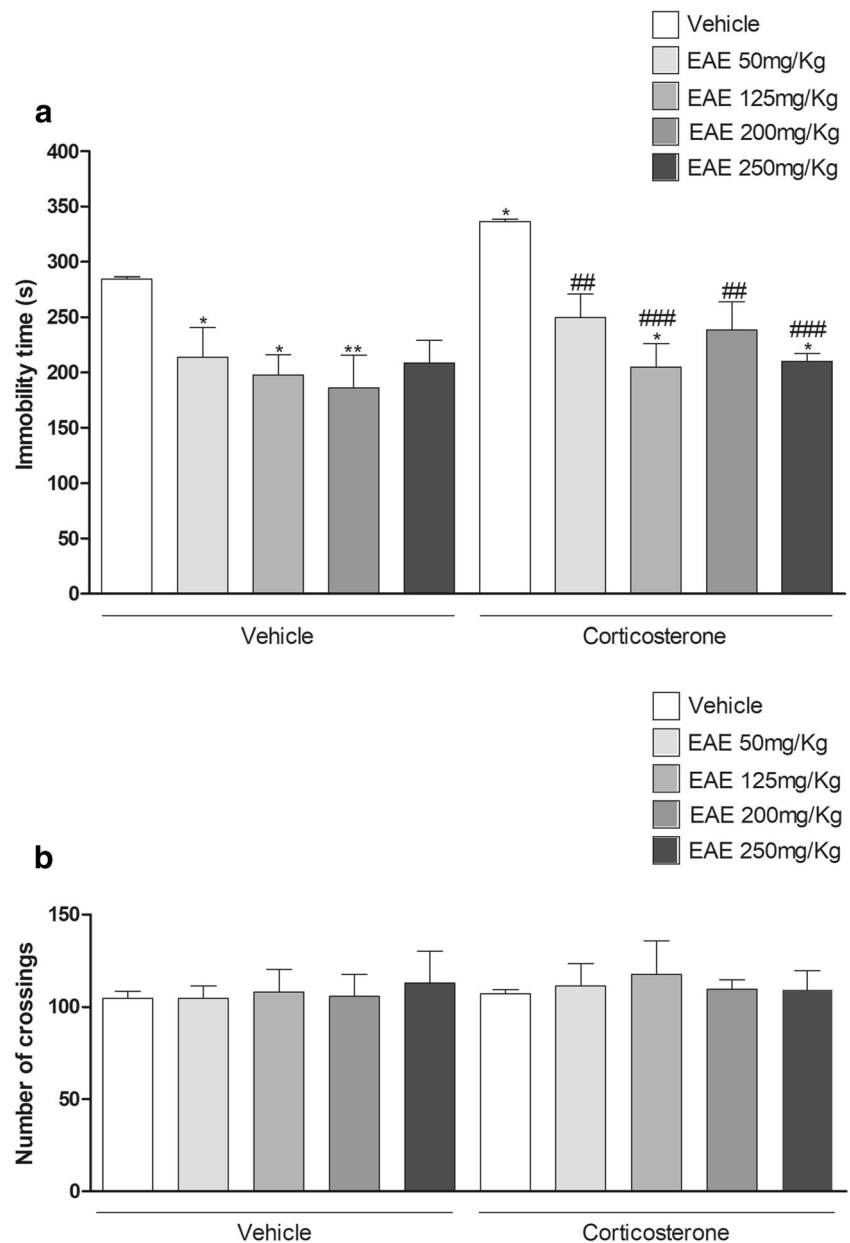 Vehicle
EAE 50mg/Kg
EAE 125mg/Kg
EAE 200mg/Kg
EAE 250mg/Kg
a
Immobility time (s)
400
350
300
250
200
150
100
50
0
*
*
**
*
##
###
*
##
###
*
Vehicle
Corticosterone
Vehicle
EAE 50mg/Kg
EAE 125mg/Kg
EAE 200mg/Kg
EAE 250mg/Kg
b
Number of crossings
150
100
50
0
Vehicle
Corticosterone